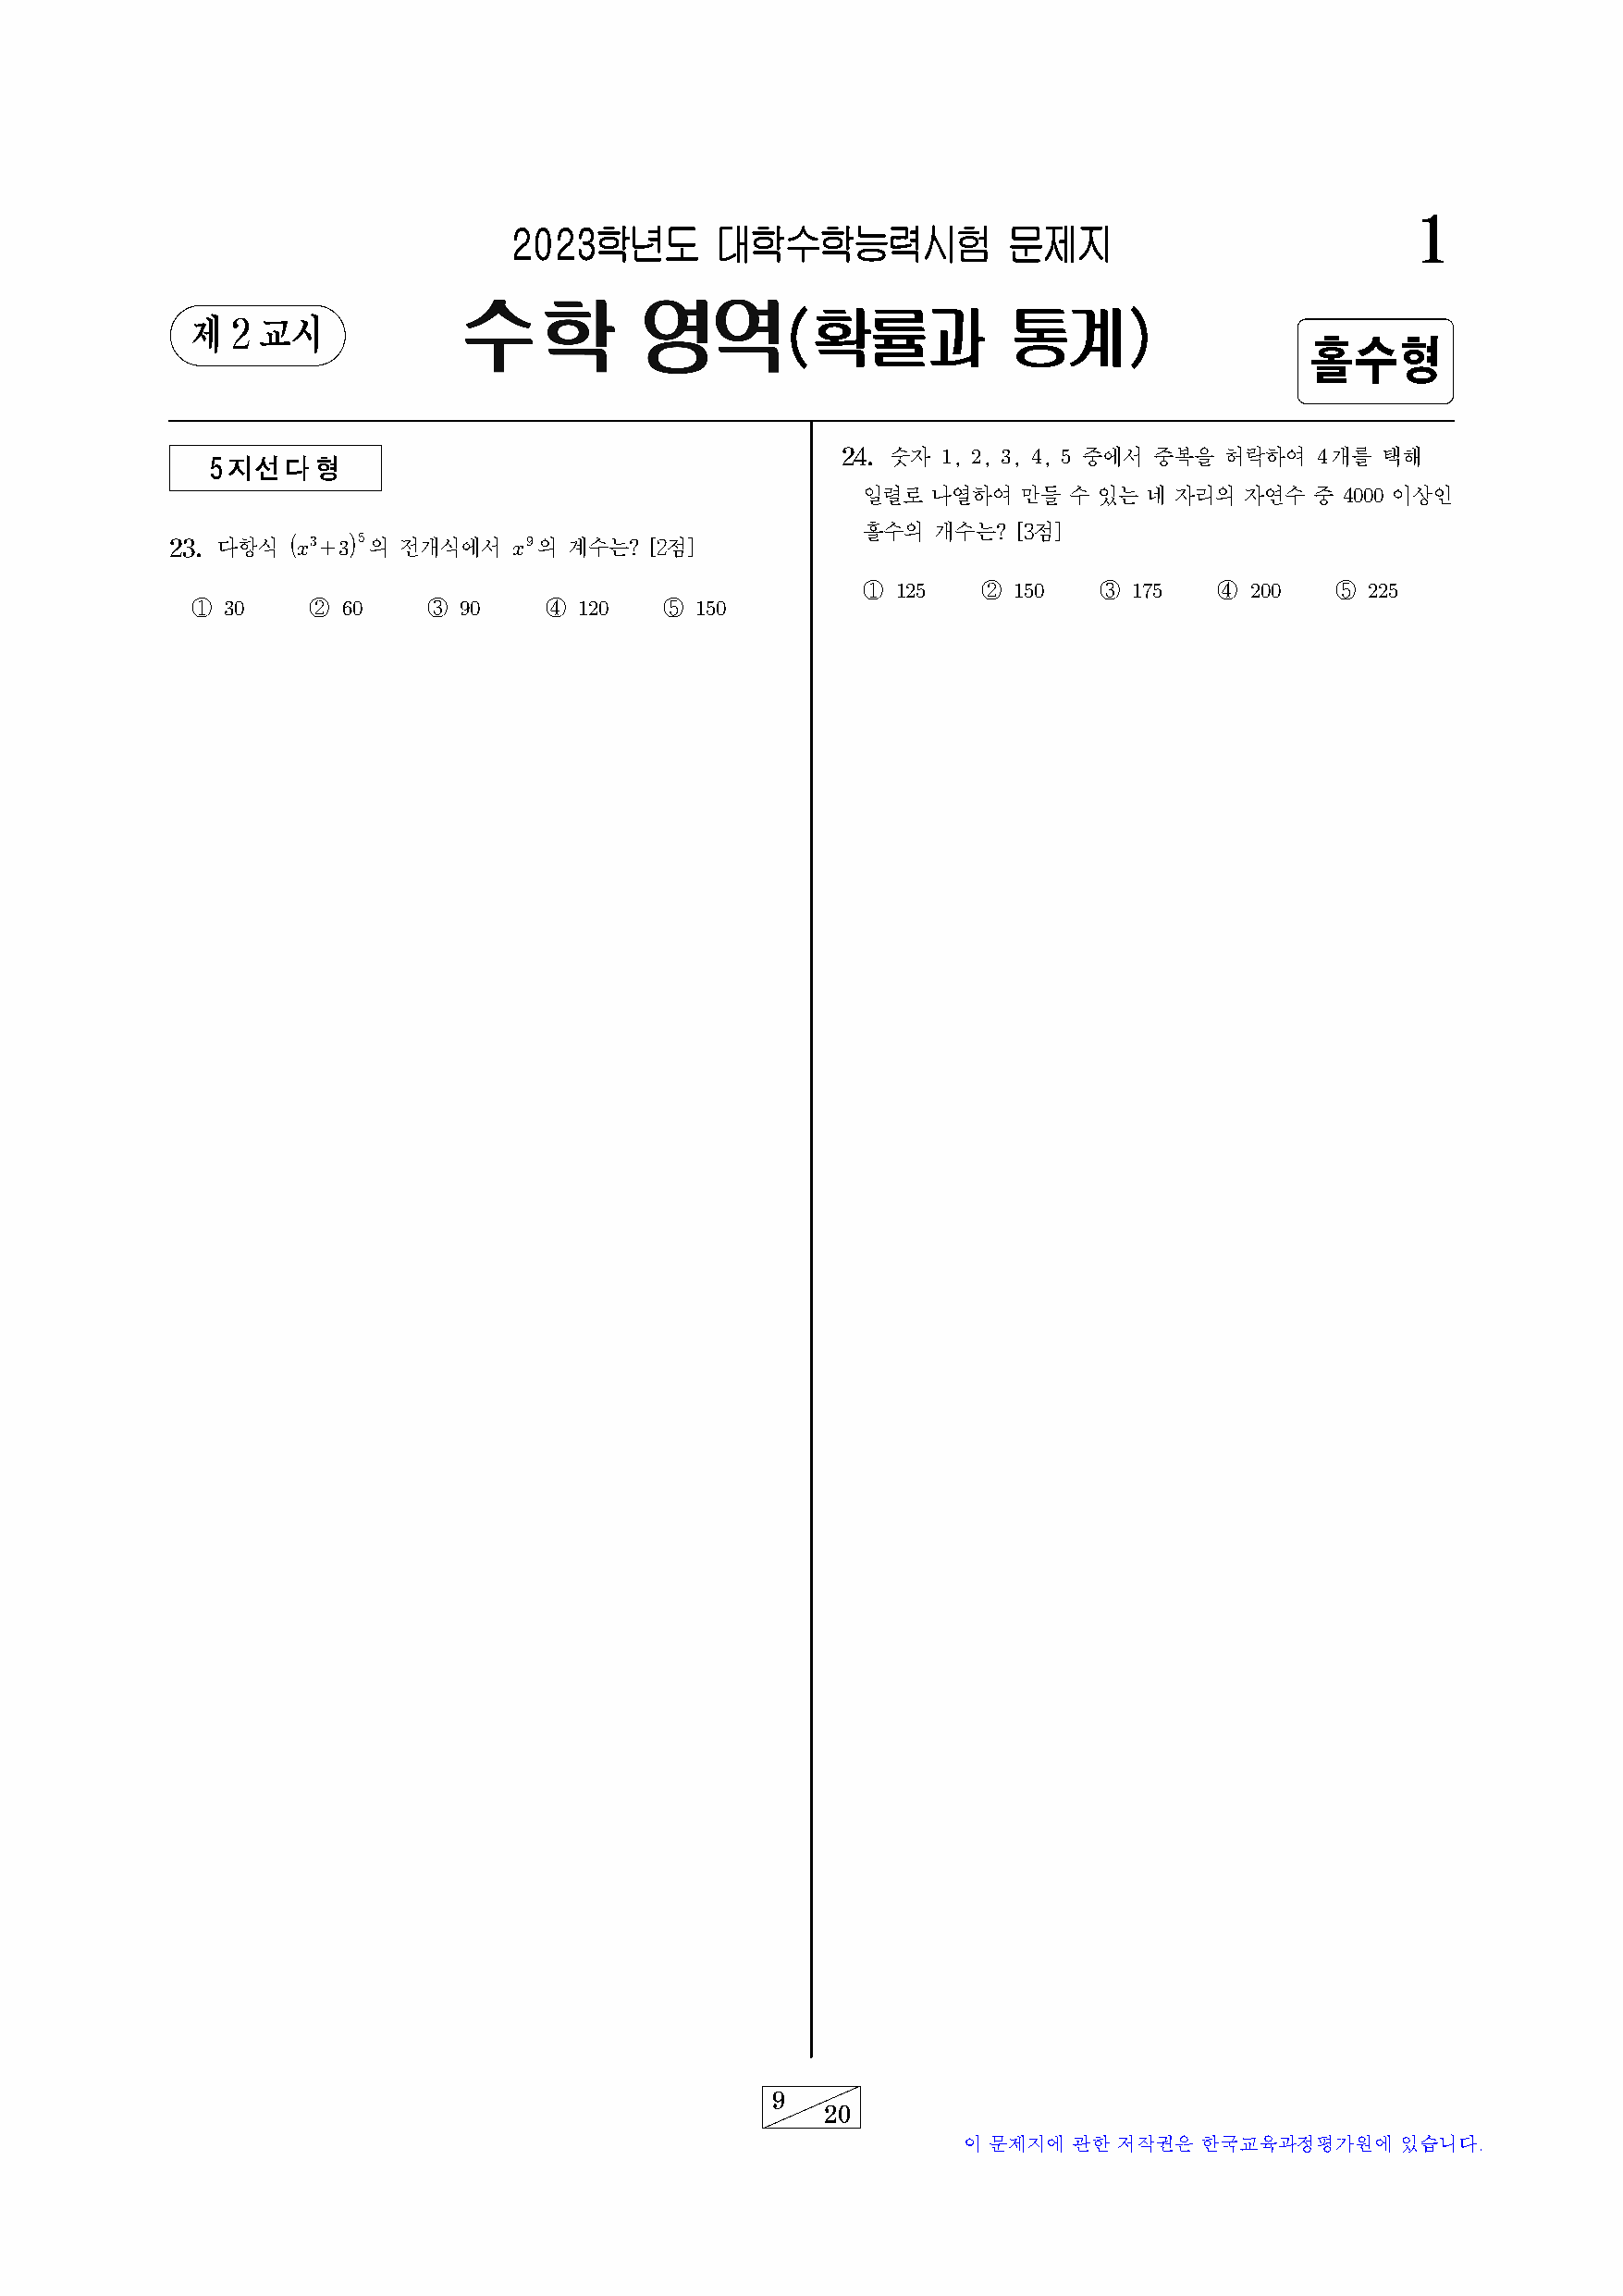 2023학년도 대학수학능력시험 문제지
1
제 2 교시
수학 영역(확률과 통계)
홀수형
5지선다형
23. 다항식 (x³+3)⁵의 전개식에서 x⁹의 계수는? [2점]
① 30 ② 60 ③ 90 ④ 120 ⑤ 150
24. 숫자 1, 2, 3, 4, 5 중에서 중복을 허락하여 4개를 택해
일렬로 나열하여 만들 수 있는 네 자리의 자연수 중 4000 이상인
홀수의 개수는? [3점]
① 125 ② 150 ③ 175 ④ 200 ⑤ 225
9
20
이 문제지에 관한 저작권은 한국교육과정평가원에 있습니다.